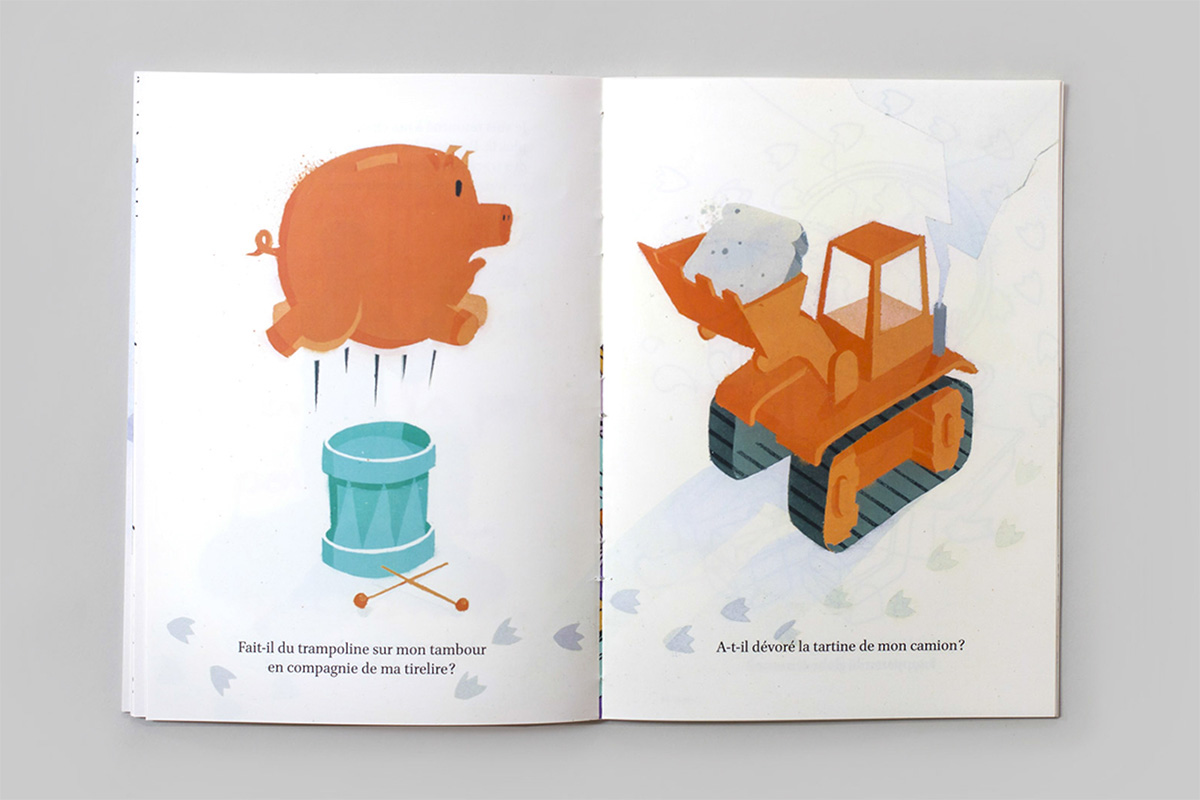 Fait-il du trampoline sur mon tambour
en compagnie de ma tirelire ?
A-t-il dévoré la tartine de mon camion ?